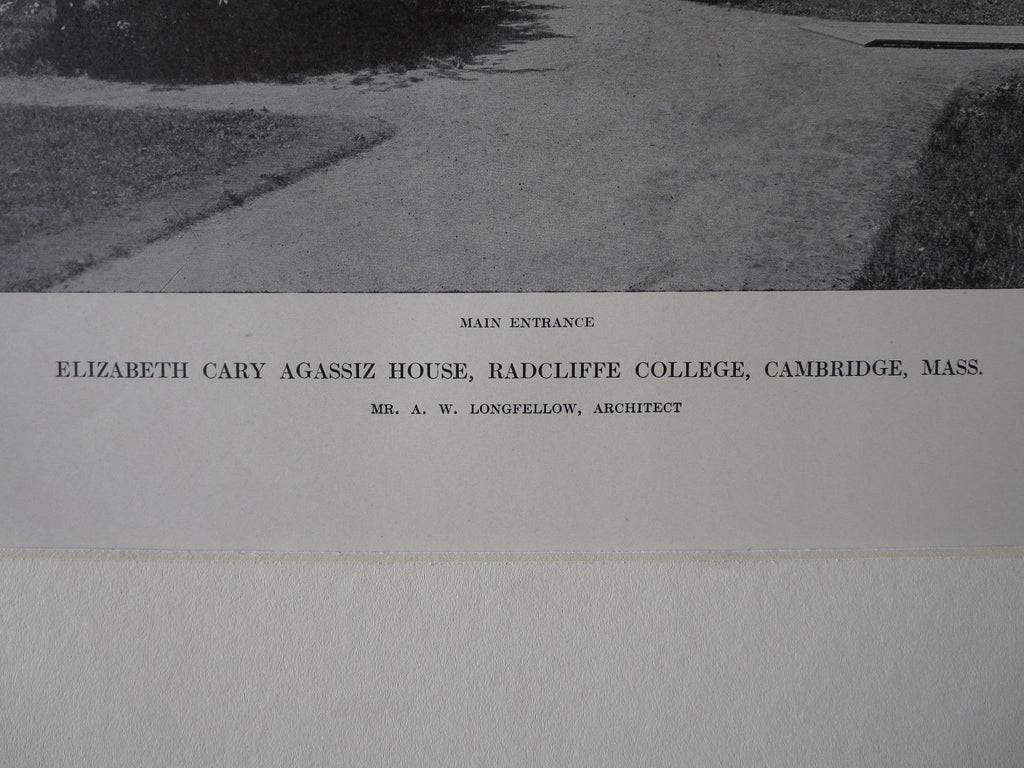 MAIN ENTRANCE
ELIZABETH CARY AGASSIZ HOUSE, RADCLIFFE COLLEGE, CAMBRIDGE, MASS.
MR. A. W. LONGFELLOW, ARCHITECT